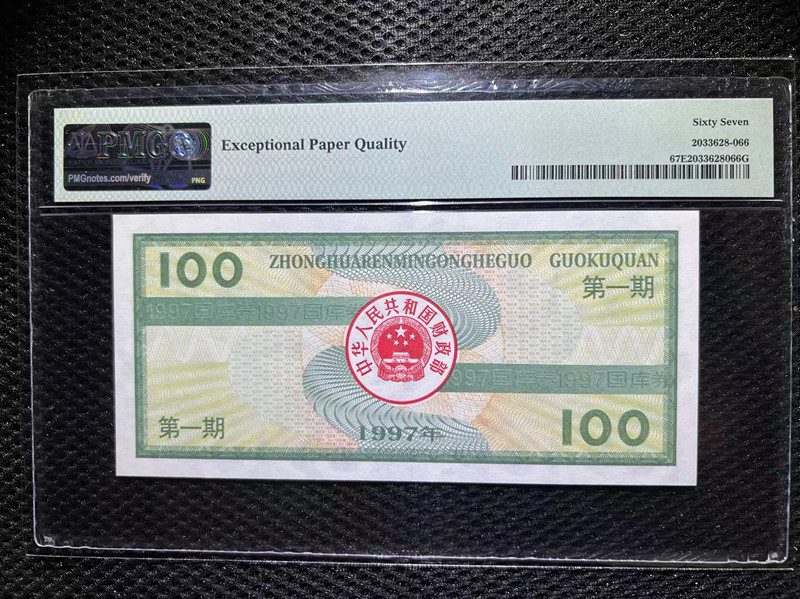 PMG
PMGnotes.com/verify
PNG
Exceptional Paper Quality
Sixty Seven
2033628-066
67E2033628066G
100
ZHONGHUARENMINGONGHEGUO GUOKUQUAN
第一期
1997国库券1997国库券
中华人民共和国财政部
1997国库券1997国库券
第一期
1997年
100